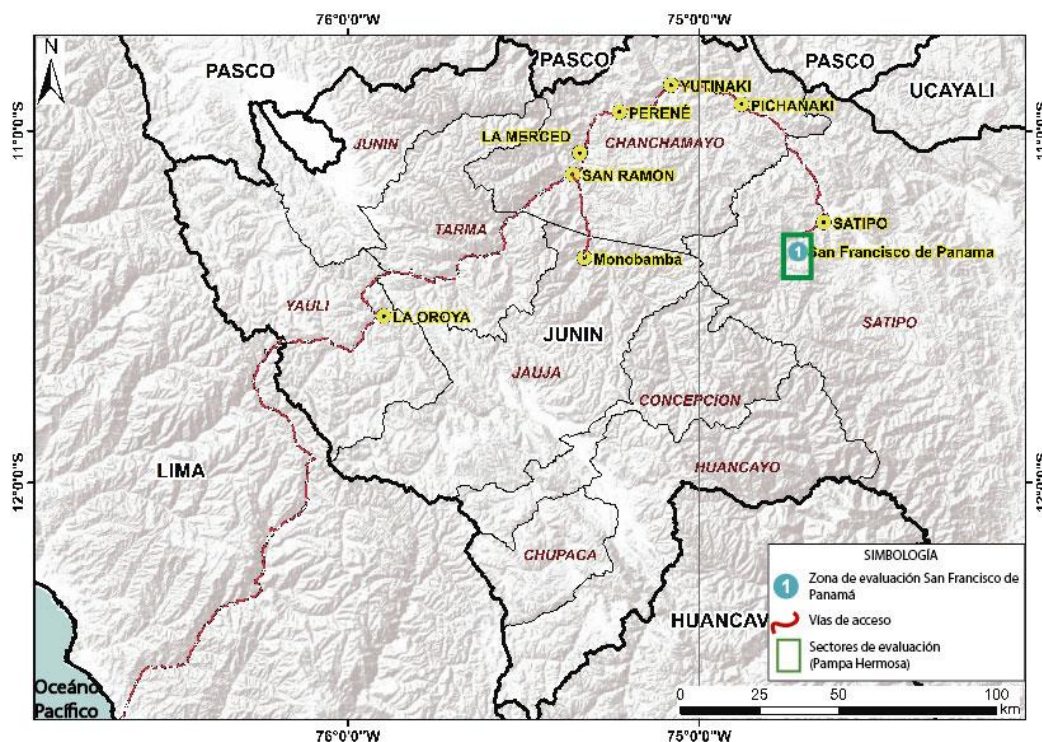 76°0'0"W
75°0'0"W
N
PASCO
PASCO
UCAYALI
YUTINAKI
PICHANAKI
PERENÉ
11°0'0"S
11°0'0"S
LA MERCED
CHANCHAMAYO
JUNIN
SAN RAMON
TARMA
SATIPO
1
San Francisco de Panama
Monobamba
YAULI
LA OROYA
SATIPO
JUNIN
JAUJA
CONCEPCION
LIMA
HUANCAYO
12°0'0"S
12°0'0"S
CHUPACA
HUANCAV
SIMBOLOGÍA
1
Zona de evaluación San Francisco de
Panamá
Vías de acceso
Sectores de evaluación
(Pampa Hermosa)
Oceáno
Pacífico
0 25 50 100
km
76°0'0"W
75°0'0"W